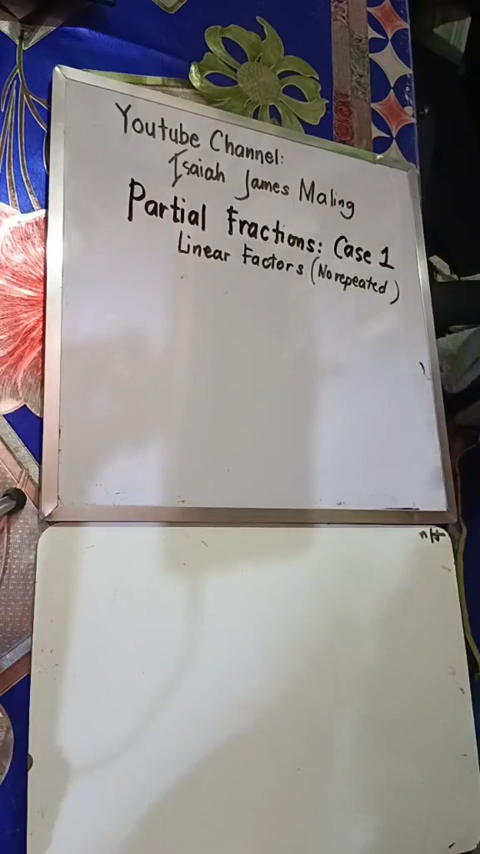 Youtube Channel:
Isaiah James Maling
Partial Fractions: Case 1
Linear Factors (No repeated)